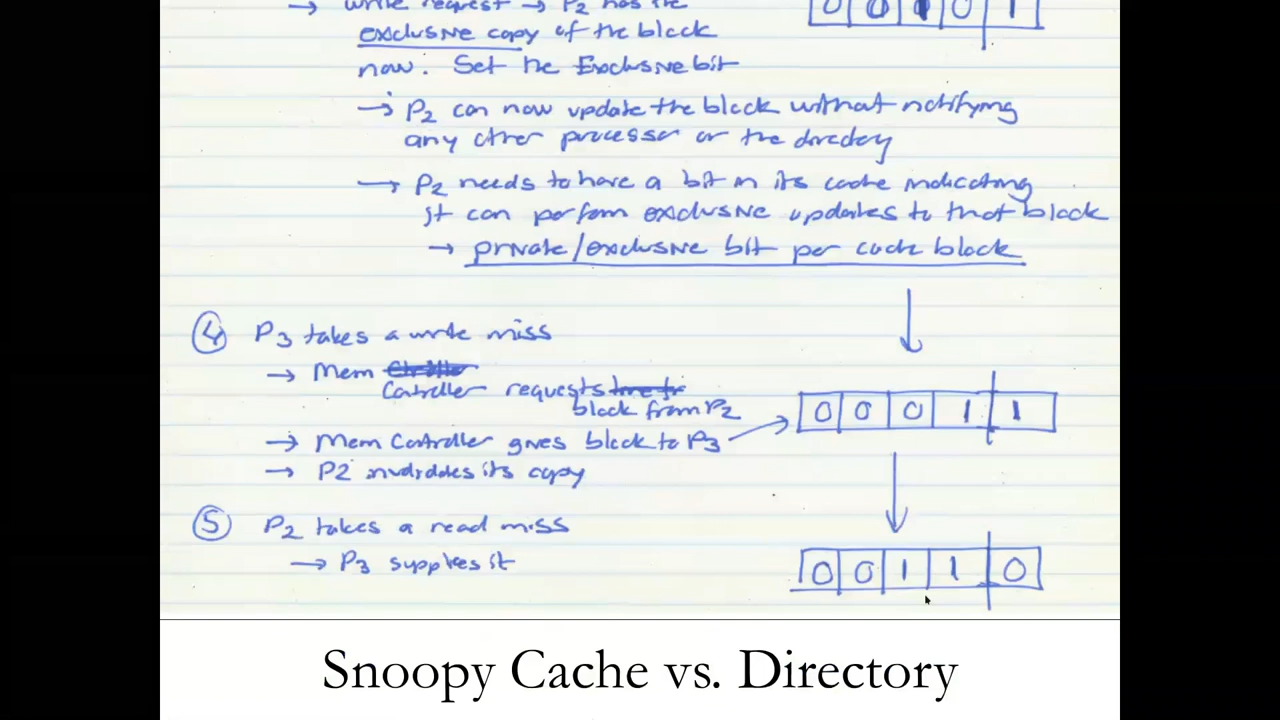 → write request → P2 has the
0 0 1 0 1
exclusive copy of the block
now. Set the Exclusive bit
→ P2 can now update the block without notifying
any other processor or the directory
→ P2 needs to have a bit in its cache indicating
it can perform exclusive updates to that block
→ private/exclusive bit per cache block
④ P3 takes a write miss
→ Mem
Controller requests
block from P2
0 0 0 1 1
→ Mem Controller gives block to P3
→ P2 invalidates its copy
⑤ P2 takes a read miss
→ P3 supplies it
0 0 1 1 0
Snoopy Cache vs. Directory